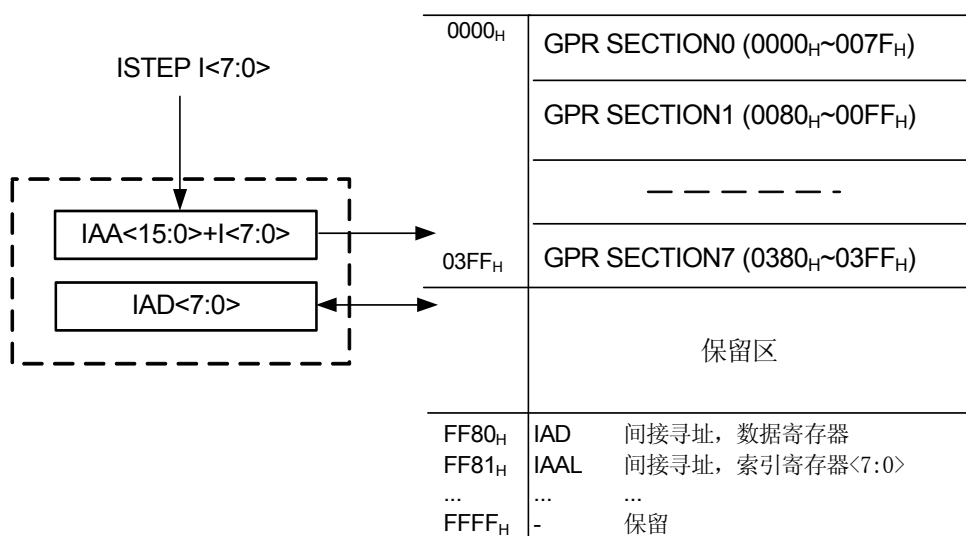 ISTEP I<7:0>
IAA<15:0>+I<7:0>
IAD<7:0>
0000H GPR SECTION0 (0000H~007FH)
GPR SECTION1 (0080H~00FFH)
03FFH GPR SECTION7 (0380H~03FFH)
保留区
FF80H IAD 间接寻址，数据寄存器
FF81H IAAL 间接寻址，索引寄存器<7:0>
... ... ...
FFFFH - 保留